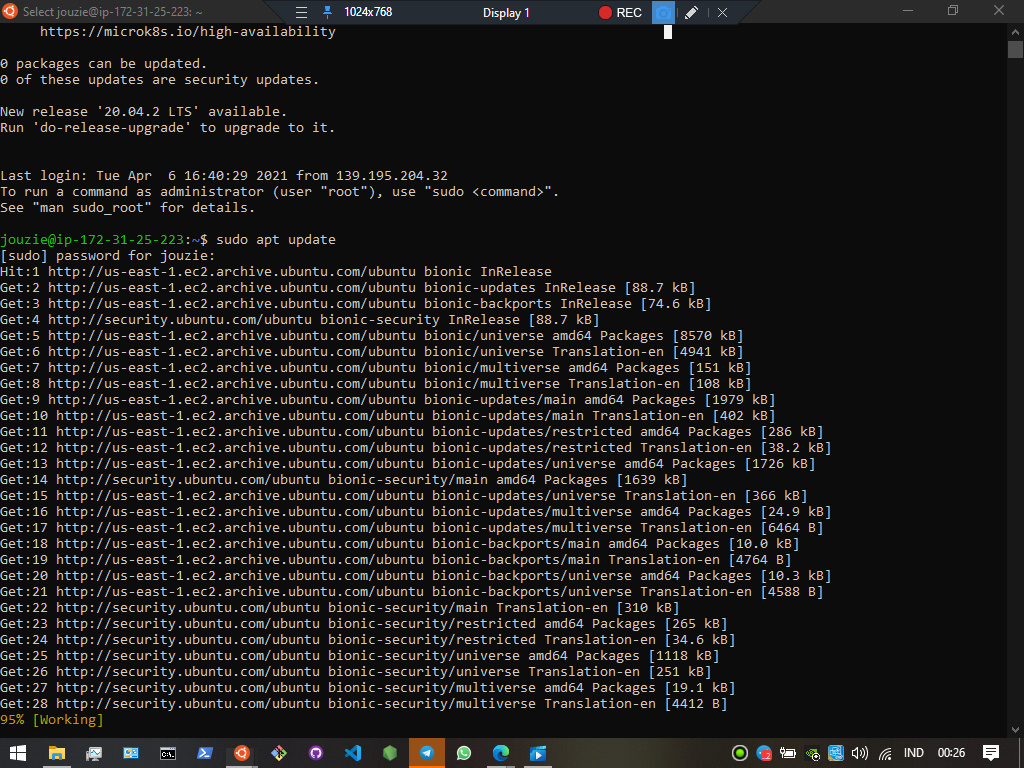 Select jouzie@ip-172-31-25-223: ~
1024x768
Display 1
REC
https://microk8s.io/high-availability
0 packages can be updated.
0 of these updates are security updates.
New release '20.04.2 LTS' available.
Run 'do-release-upgrade' to upgrade to it.
Last login: Tue Apr  6 16:40:29 2021 from 139.195.204.32
To run a command as administrator (user "root"), use "sudo <command>".
See "man sudo_root" for details.
jouzie@ip-172-31-25-223:~$ sudo apt update
[sudo] password for jouzie:
Hit:1 http://us-east-1.ec2.archive.ubuntu.com/ubuntu bionic InRelease
Get:2 http://us-east-1.ec2.archive.ubuntu.com/ubuntu bionic-updates InRelease [88.7 kB]
Get:3 http://us-east-1.ec2.archive.ubuntu.com/ubuntu bionic-backports InRelease [74.6 kB]
Get:4 http://security.ubuntu.com/ubuntu bionic-security InRelease [88.7 kB]
Get:5 http://us-east-1.ec2.archive.ubuntu.com/ubuntu bionic/universe amd64 Packages [8570 kB]
Get:6 http://us-east-1.ec2.archive.ubuntu.com/ubuntu bionic/universe Translation-en [4941 kB]
Get:7 http://us-east-1.ec2.archive.ubuntu.com/ubuntu bionic/multiverse amd64 Packages [151 kB]
Get:8 http://us-east-1.ec2.archive.ubuntu.com/ubuntu bionic/multiverse Translation-en [108 kB]
Get:9 http://us-east-1.ec2.archive.ubuntu.com/ubuntu bionic-updates/main amd64 Packages [1979 kB]
Get:10 http://us-east-1.ec2.archive.ubuntu.com/ubuntu bionic-updates/main Translation-en [402 kB]
Get:11 http://us-east-1.ec2.archive.ubuntu.com/ubuntu bionic-updates/restricted amd64 Packages [286 kB]
Get:12 http://us-east-1.ec2.archive.ubuntu.com/ubuntu bionic-updates/restricted Translation-en [38.2 kB]
Get:13 http://us-east-1.ec2.archive.ubuntu.com/ubuntu bionic-updates/universe amd64 Packages [1726 kB]
Get:14 http://security.ubuntu.com/ubuntu bionic-security/main amd64 Packages [1639 kB]
Get:15 http://us-east-1.ec2.archive.ubuntu.com/ubuntu bionic-updates/universe Translation-en [366 kB]
Get:16 http://us-east-1.ec2.archive.ubuntu.com/ubuntu bionic-updates/multiverse amd64 Packages [24.9 kB]
Get:17 http://us-east-1.ec2.archive.ubuntu.com/ubuntu bionic-updates/multiverse Translation-en [6464 B]
Get:18 http://us-east-1.ec2.archive.ubuntu.com/ubuntu bionic-backports/main amd64 Packages [10.0 kB]
Get:19 http://us-east-1.ec2.archive.ubuntu.com/ubuntu bionic-backports/main Translation-en [4764 B]
Get:20 http://us-east-1.ec2.archive.ubuntu.com/ubuntu bionic-backports/universe amd64 Packages [10.3 kB]
Get:21 http://us-east-1.ec2.archive.ubuntu.com/ubuntu bionic-backports/universe Translation-en [4588 B]
Get:22 http://security.ubuntu.com/ubuntu bionic-security/main Translation-en [310 kB]
Get:23 http://security.ubuntu.com/ubuntu bionic-security/restricted amd64 Packages [265 kB]
Get:24 http://security.ubuntu.com/ubuntu bionic-security/restricted Translation-en [34.6 kB]
Get:25 http://security.ubuntu.com/ubuntu bionic-security/universe amd64 Packages [1118 kB]
Get:26 http://security.ubuntu.com/ubuntu bionic-security/universe Translation-en [251 kB]
Get:27 http://security.ubuntu.com/ubuntu bionic-security/multiverse amd64 Packages [19.1 kB]
Get:28 http://security.ubuntu.com/ubuntu bionic-security/multiverse Translation-en [4412 B]
95% [Working]
IND
00:26